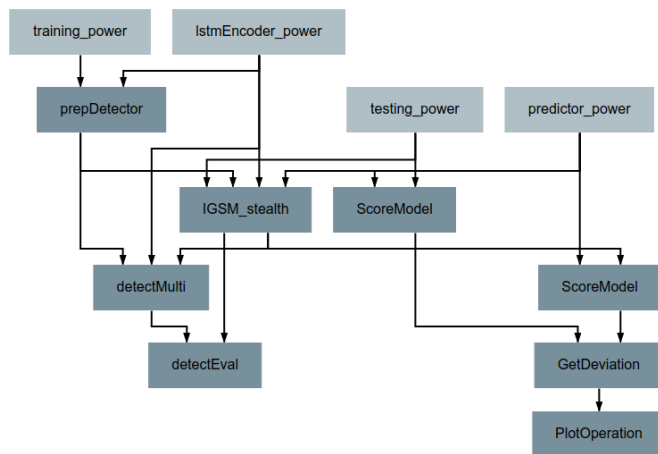 training_power
lstmEncoder_power
prepDetector
testing_power
predictor_power
IGSM_stealth
ScoreModel
detectMulti
ScoreModel
detectEval
GetDeviation
PlotOperation